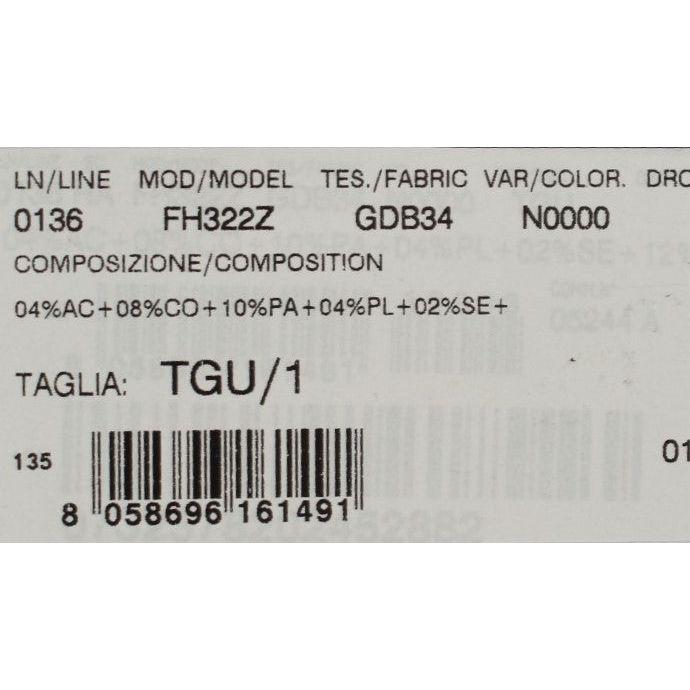 LN/LINE MOD/MODEL TES./FABRIC VAR/COLOR. DRO
0136 FH322Z GDB34 N0000
COMPOSIZIONE/COMPOSITION
04%AC+08%CO+10%PA+04%PL+02%SE+
TAGLIA: TGU/1
135 01
8 058696 161491